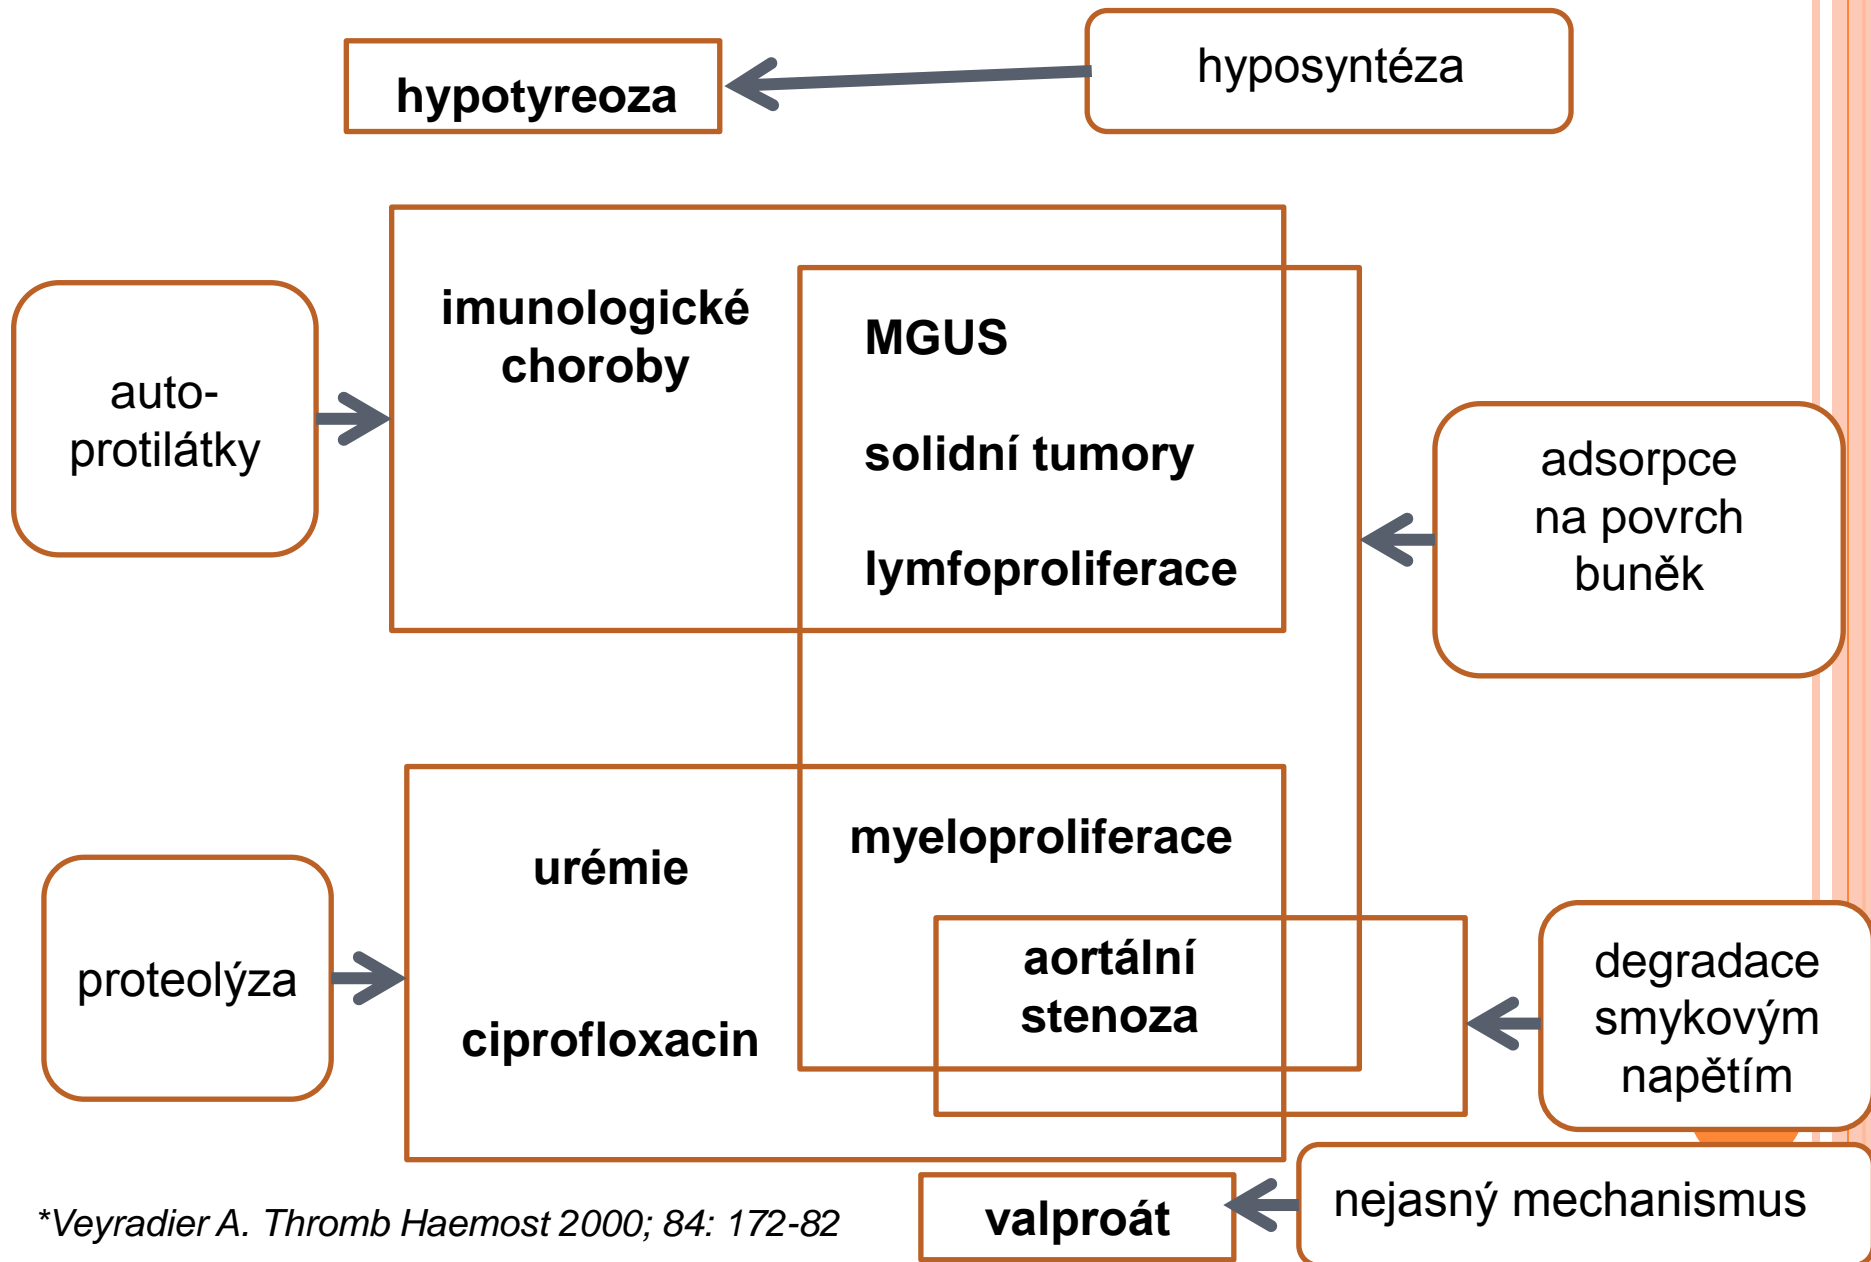 hypotyreoza
hyposyntéza
auto-
protilátky
imunologické
choroby
MGUS
solidní tumory
lymfoproliferace
adsorpce
na povrch
buněk
proteolýza
urémie
ciprofloxacin
myeloproliferace
aortální
stenoza
degradace
smykovým
napětím
valproát
nejasný mechanismus
*Veyradier A. Thromb Haemost 2000; 84: 172-82